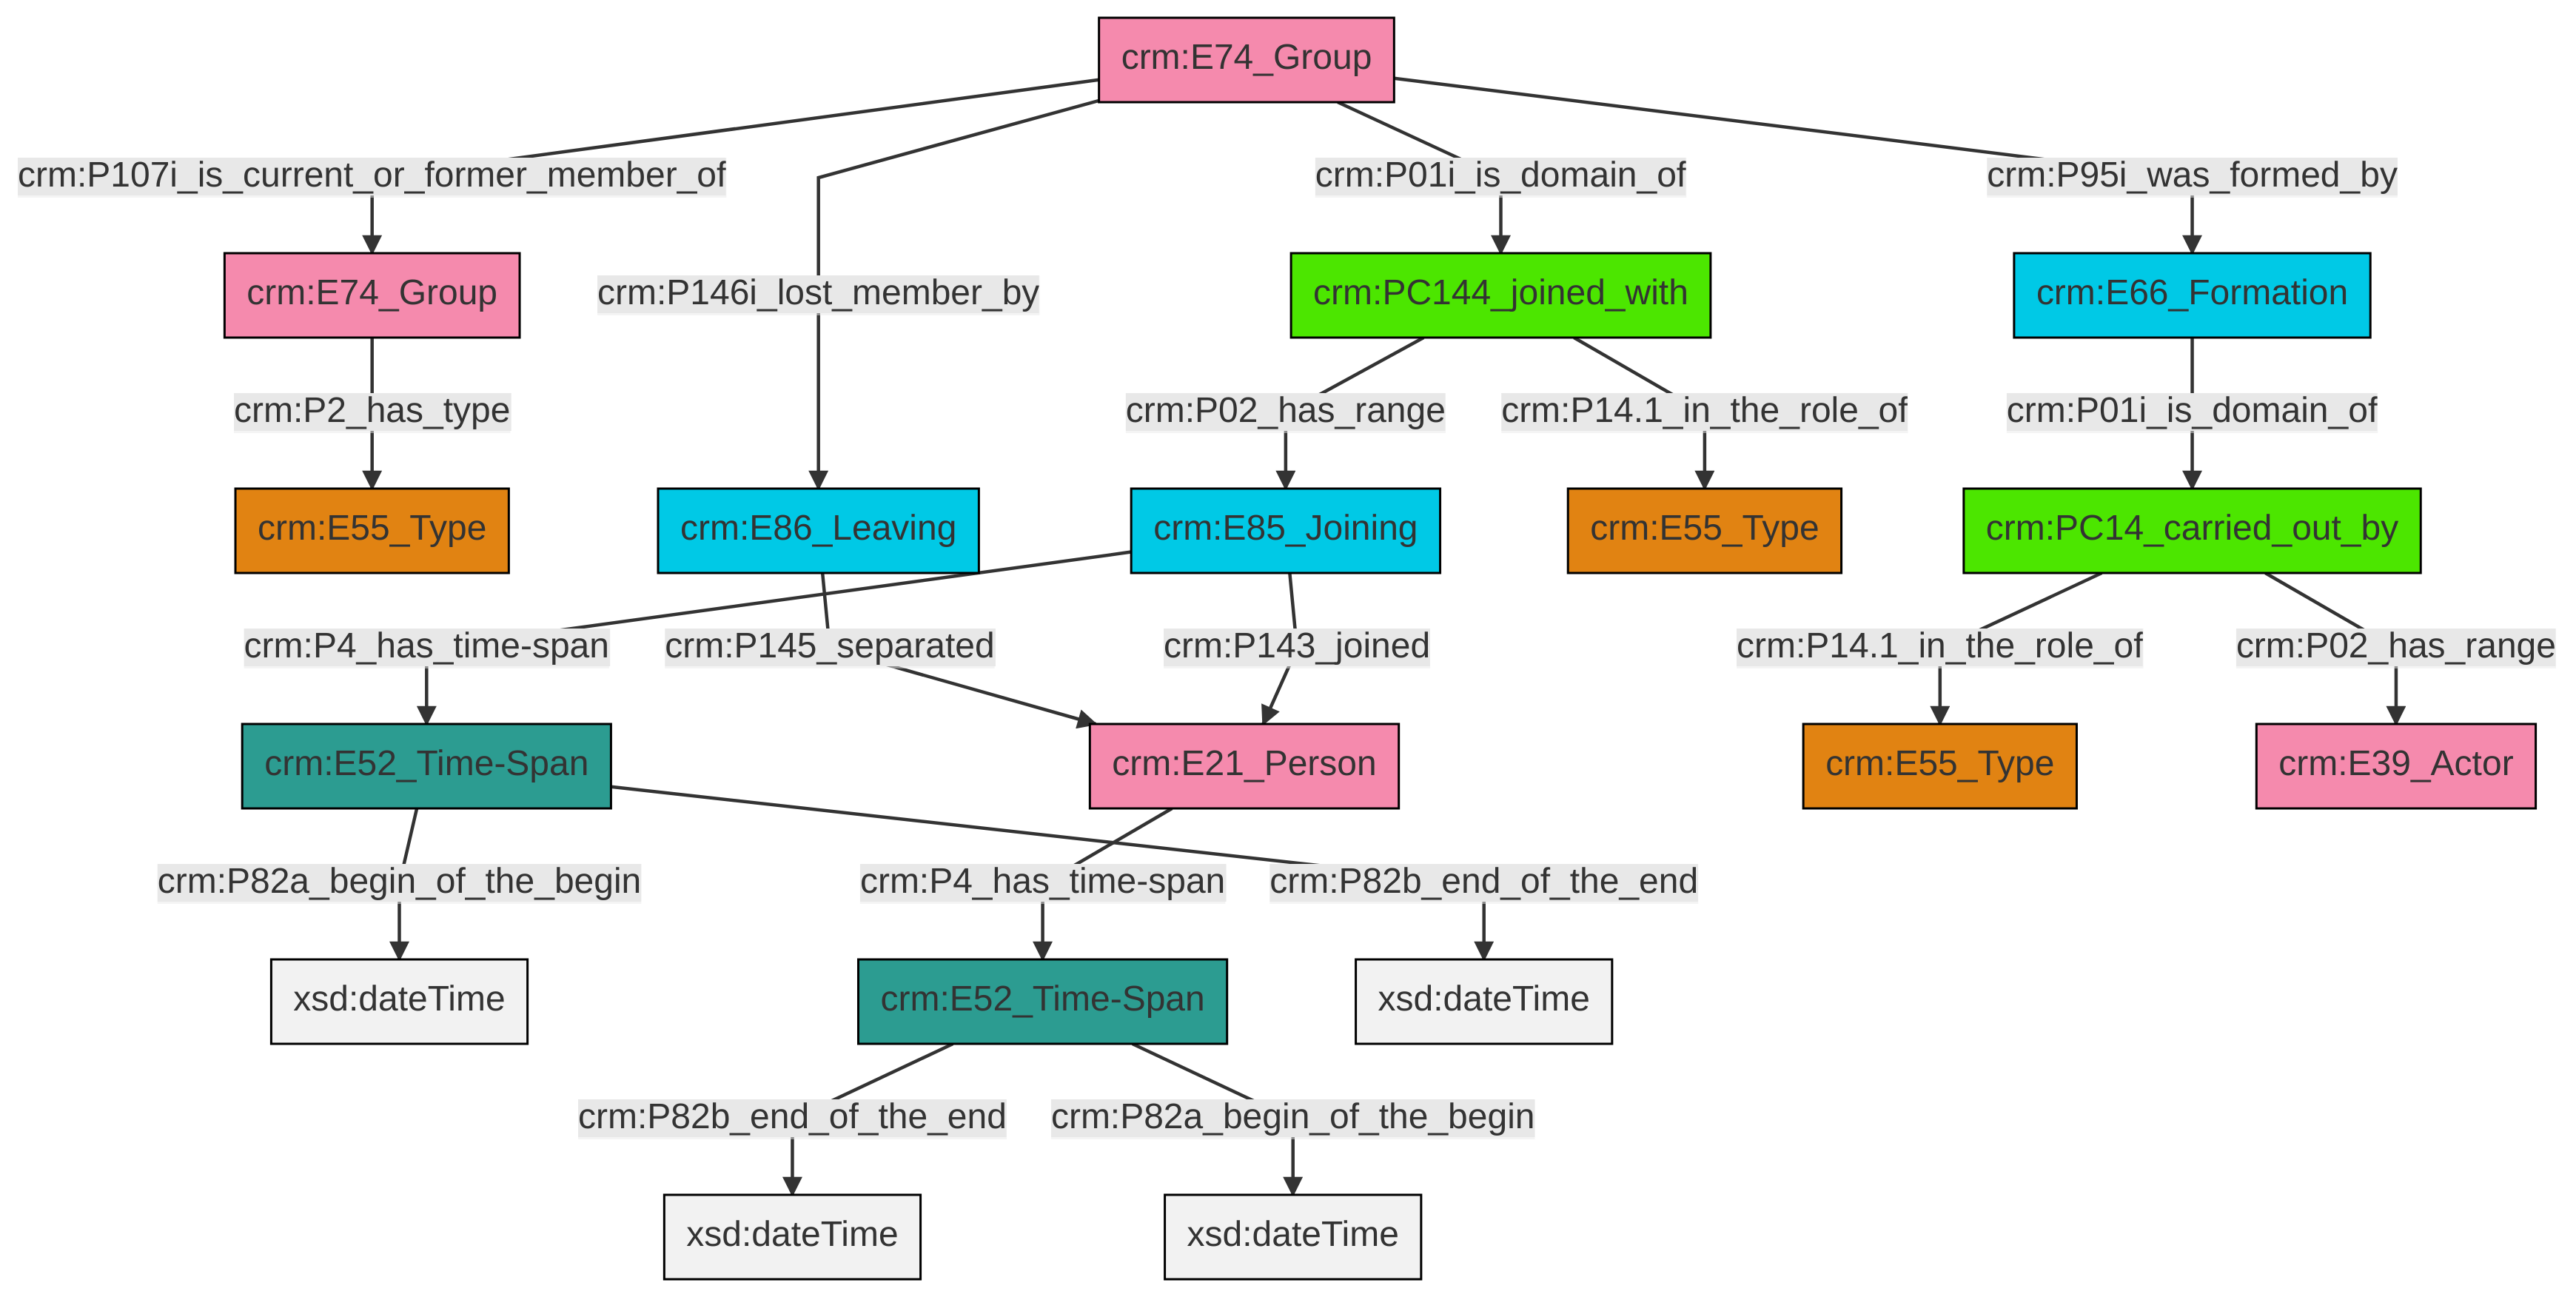 crm:E74_Group
crm:P107i_is_current_or_former_member_of
crm:P01i_is_domain_of
crm:P95i_was_formed_by
crm:E74_Group
crm:P146i_lost_member_by
crm:PC144_joined_with
crm:E66_Formation
crm:P2_has_type
crm:P02_has_range
crm:P14.1_in_the_role_of
crm:P01i_is_domain_of
crm:E55_Type
crm:E86_Leaving
crm:E85_Joining
crm:E55_Type
crm:PC14_carried_out_by
crm:P4_has_time-span
crm:P145_separated
crm:P143_joined
crm:P14.1_in_the_role_of
crm:P02_has_range
crm:E52_Time-Span
crm:E21_Person
crm:E55_Type
crm:E39_Actor
crm:P82a_begin_of_the_begin
crm:P4_has_time-span
crm:P82b_end_of_the_end
xsd:dateTime
crm:E52_Time-Span
xsd:dateTime
crm:P82b_end_of_the_end
crm:P82a_begin_of_the_begin
xsd:dateTime
xsd:dateTime